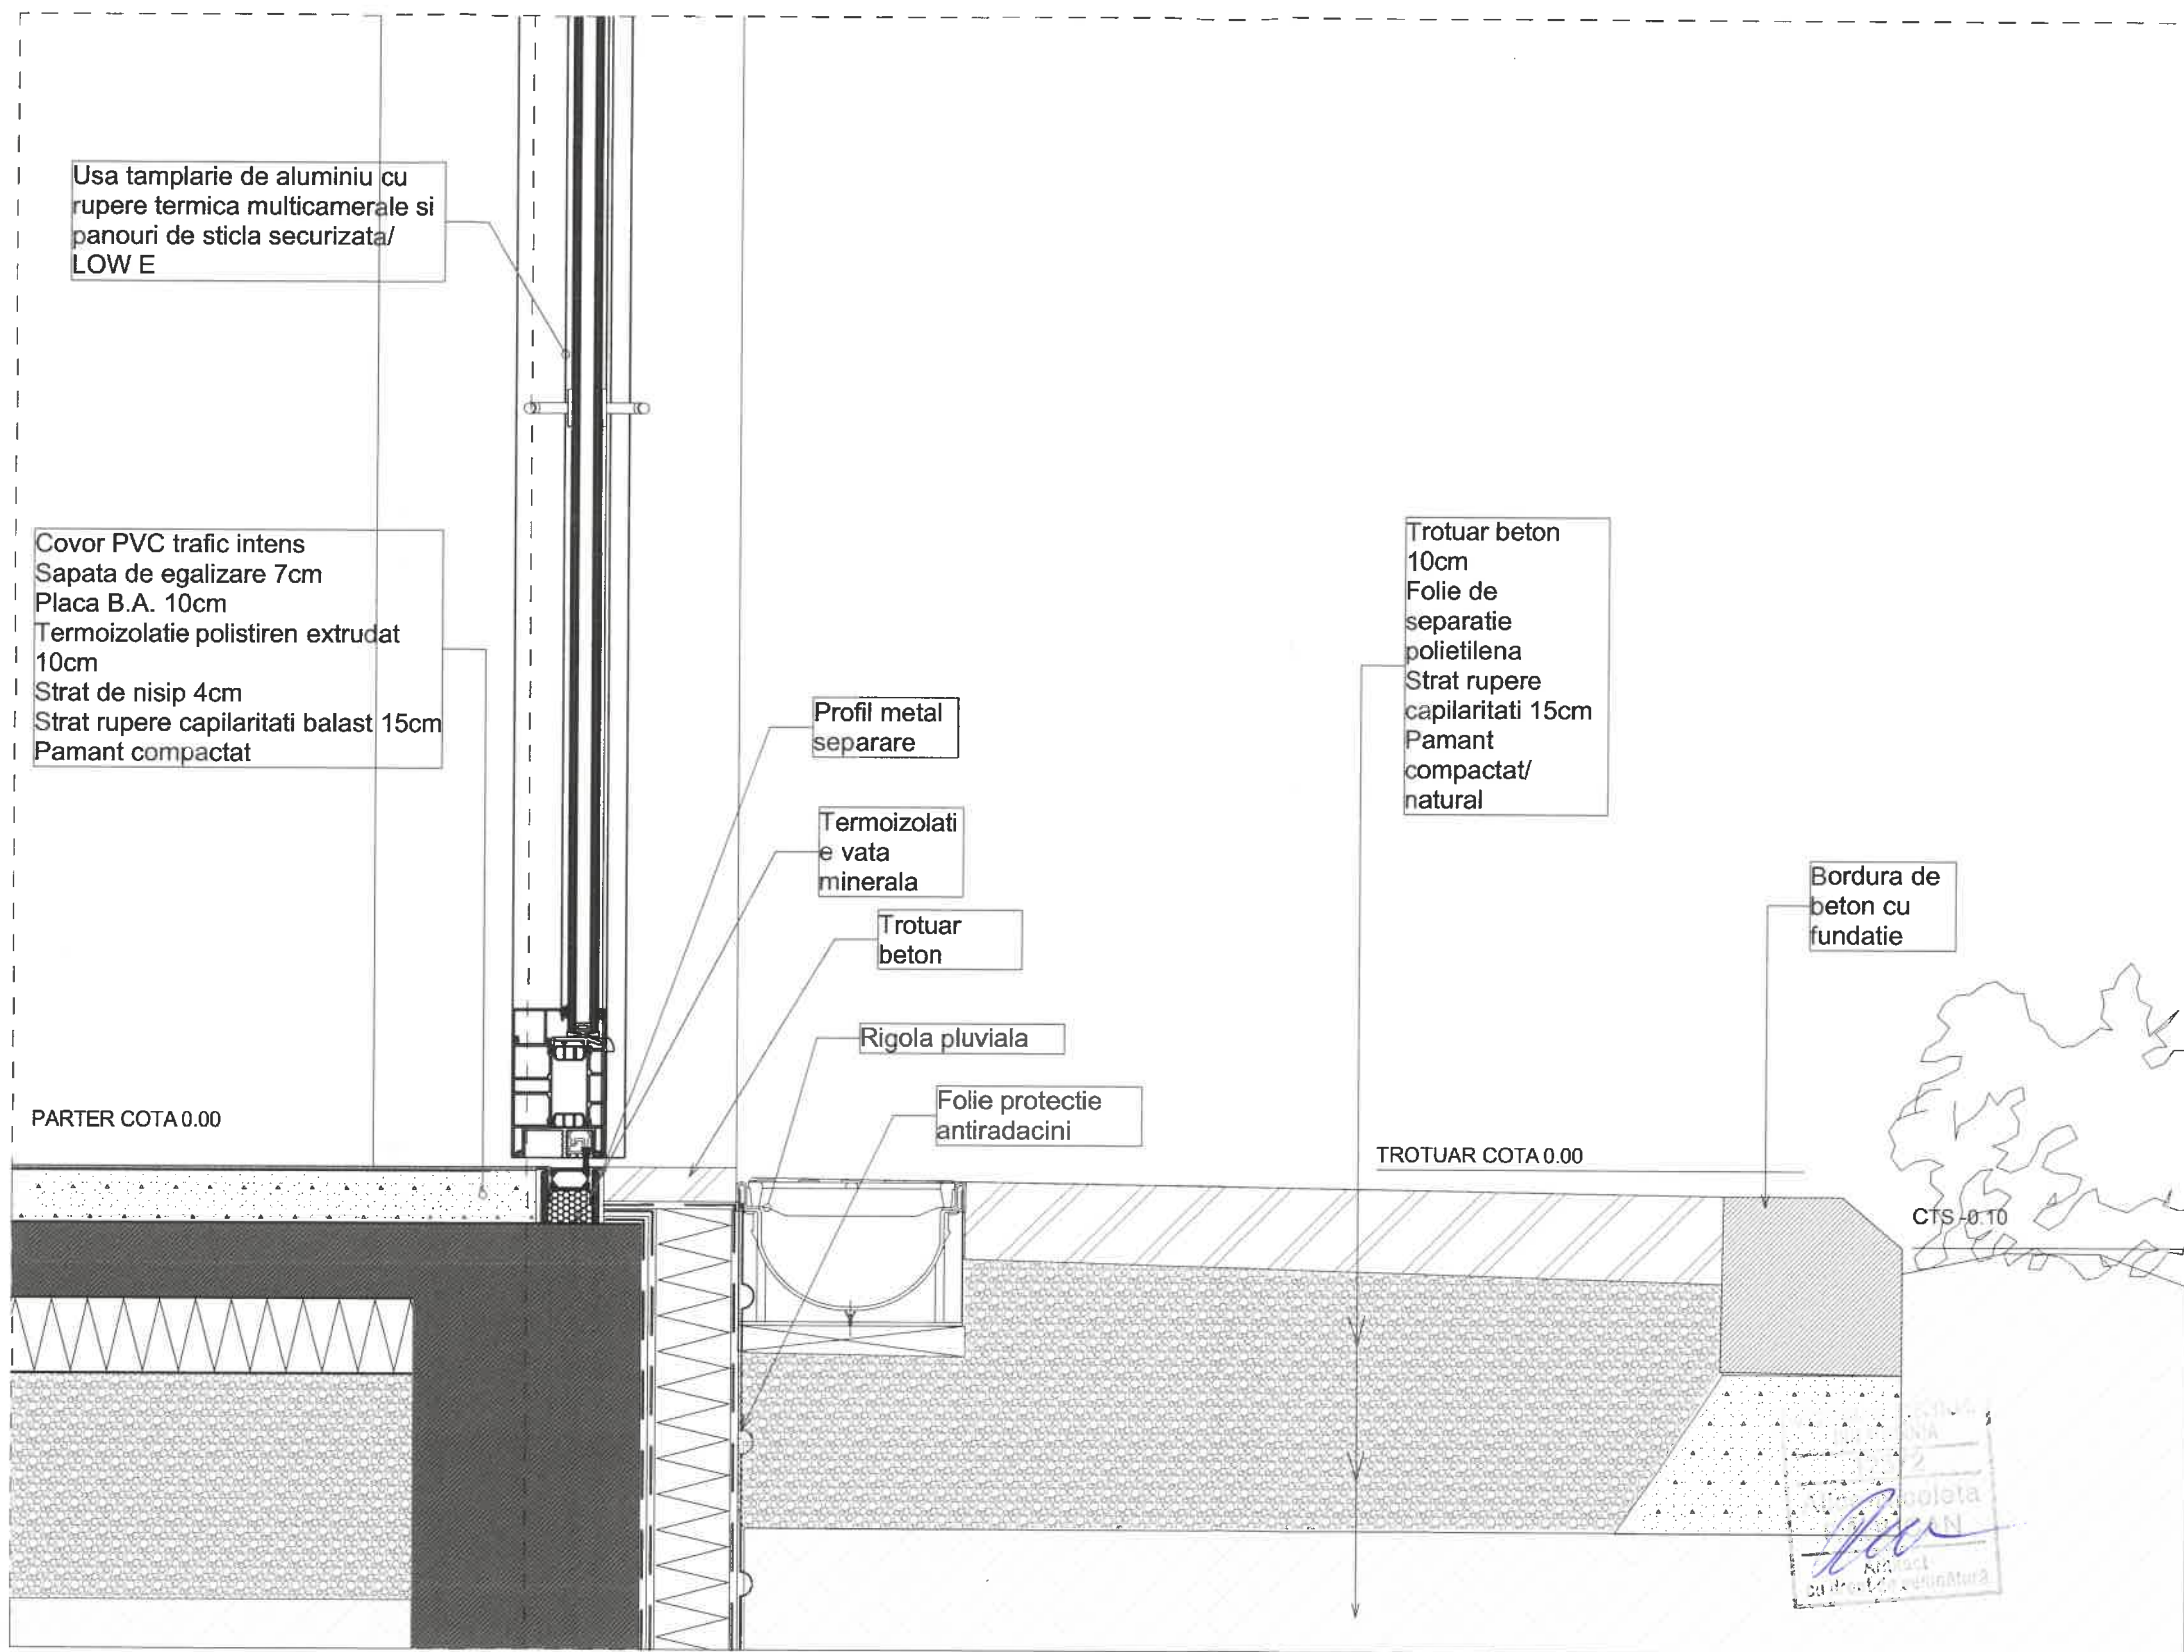 Usa tamplarie de aluminiu cu
rupere termica multicamerale si
panouri de sticla securizata/
LOW E
Covor PVC trafic intens
Sapata de egalizare 7cm
Placa B.A. 10cm
Termoizolatie polistiren extrudat
10cm
Strat de nisip 4cm
Strat rupere capilaritati balast 15cm
Pamant compactat
Profil metal
separare
Termoizolati
e vata
minerala
Trotuar
beton
Rigola pluviala
Folie protectie
antiradacini
Trotuar beton
10cm
Folie de
separatie
polietilena
Strat rupere
capilaritati 15cm
Pamant
compactat/
natural
Bordura de
beton cu
fundatie
PARTER COTA 0.00
TROTUAR COTA 0.00
CTS -0.10